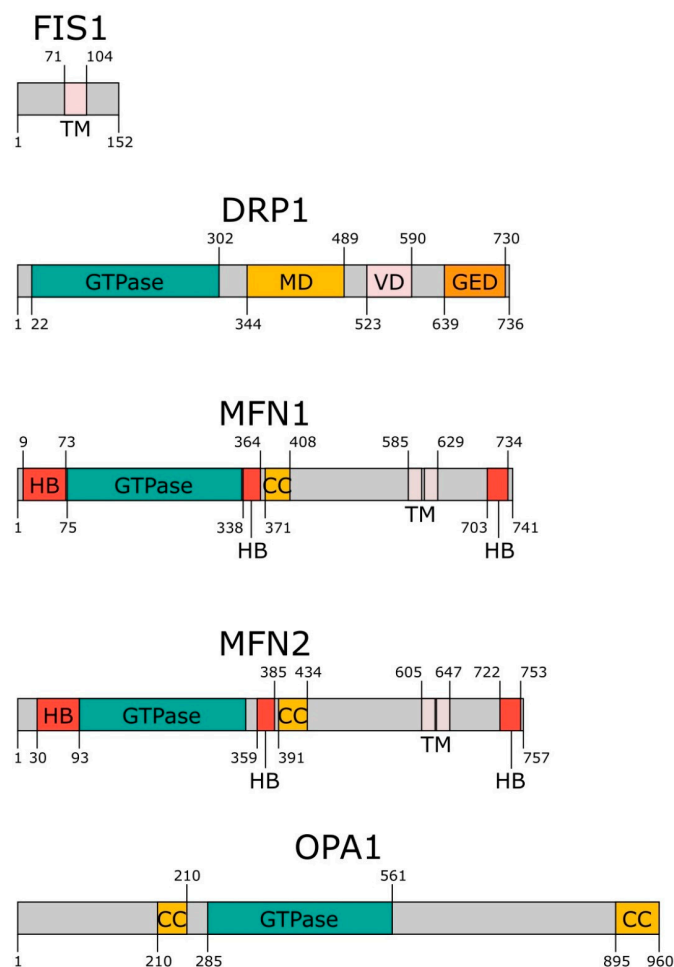 FIS1
71 104
TM
1 152
DRP1
302 489 590 730
GTPase MD VD GED
1 22 344 523 639 736
MFN1
9 73 364 408 585 629 734
HB GTPase CC
TM
1 75 338 371 703 741
HB HB
MFN2
385 434 605 647 722 753
HB GTPase CC
TM
1 30 93 359 391 757
HB HB
OPA1
210 561
CC GTPase CC
1 210 285 895 960